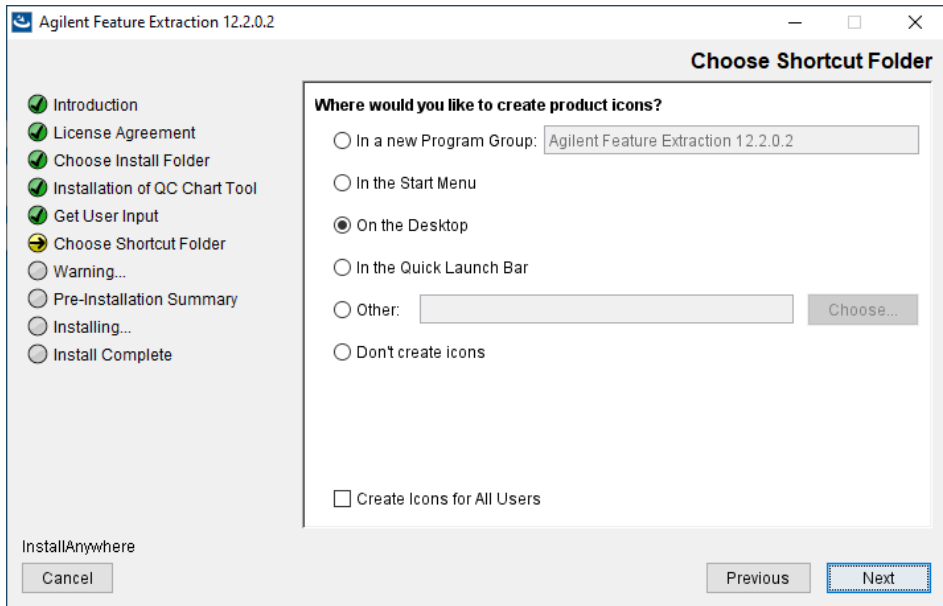 Agilent Feature Extraction 12.2.0.2
Choose Shortcut Folder
Introduction
License Agreement
Choose Install Folder
Installation of QC Chart Tool
Get User Input
Choose Shortcut Folder
Warning...
Pre-Installation Summary
Installing...
Install Complete
Where would you like to create product icons?
In a new Program Group: Agilent Feature Extraction 12.2.0.2
In the Start Menu
On the Desktop
In the Quick Launch Bar
Other: Choose...
Don't create icons
Create Icons for All Users
InstallAnywhere
Cancel Previous Next